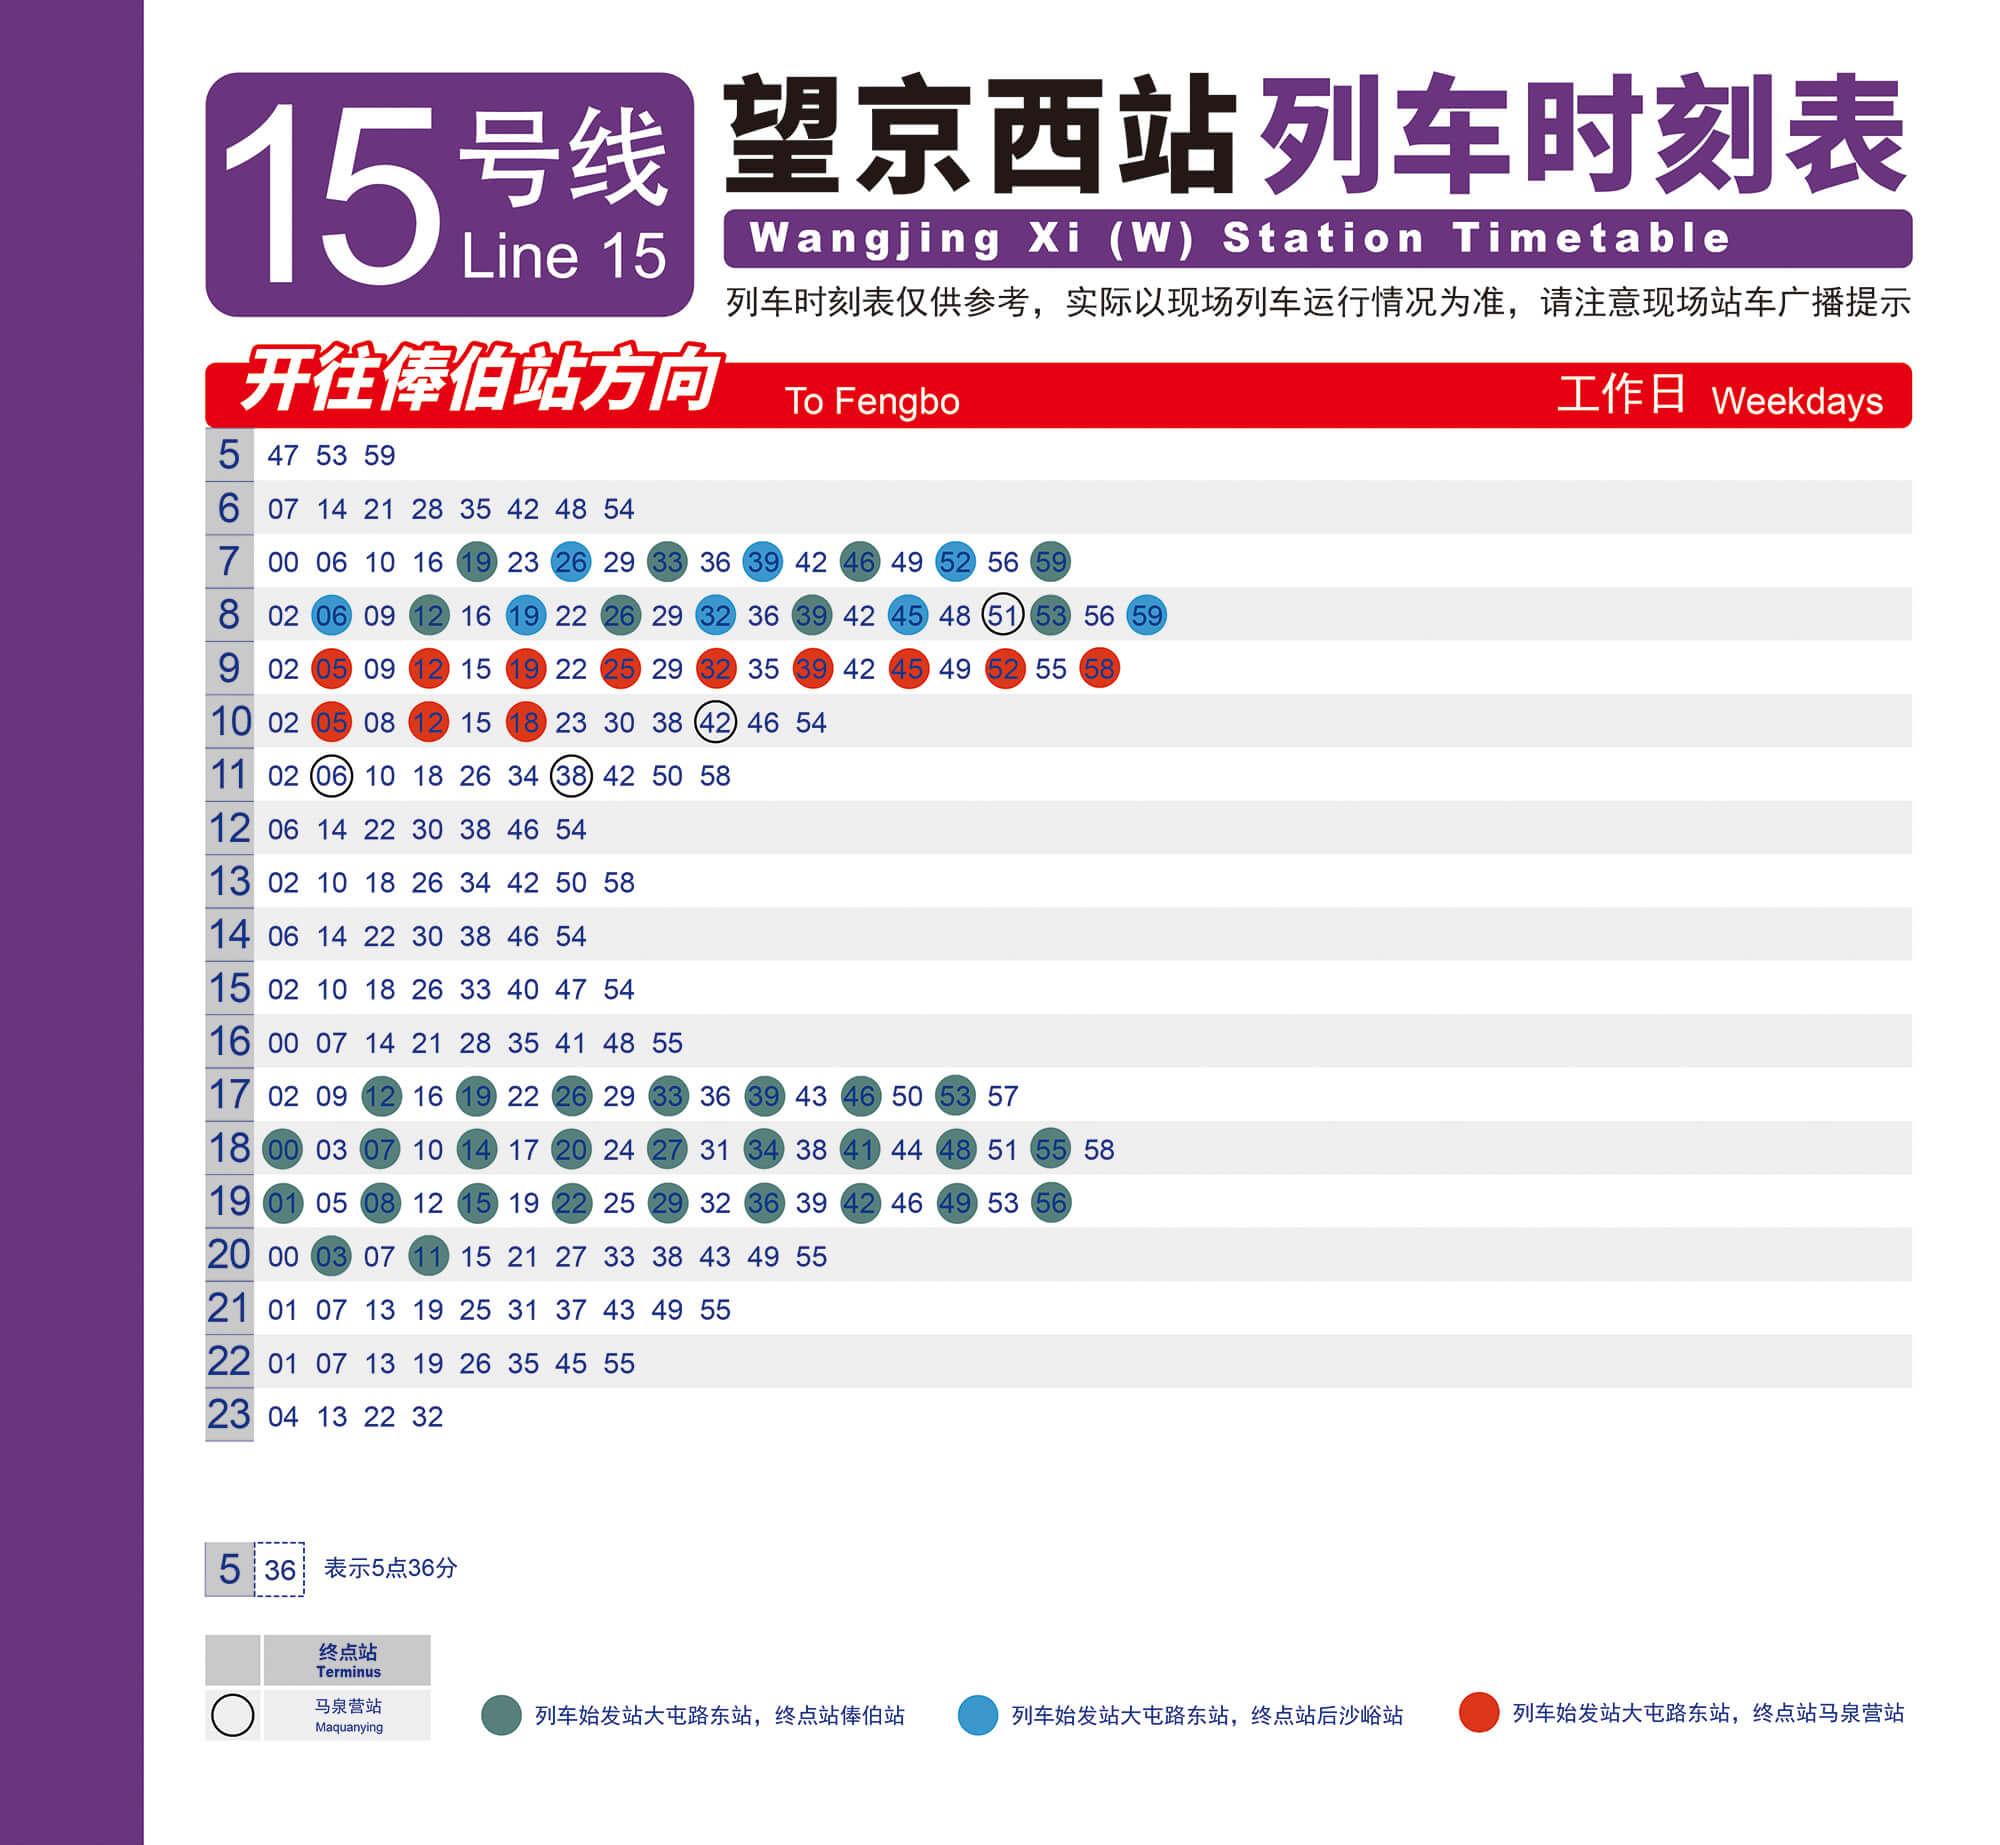 15号线
Line 15
望京西站列车时刻表
Wangjing Xi (W) Station Timetable
列车时刻表仅供参考，实际以现场列车运行情况为准，请注意现场站车广播提示
开往俸伯站方向 To Fengbo 工作日 Weekdays
5 47 53 59
6 07 14 21 28 35 42 48 54
7 00 06 10 16 19 23 26 29 33 36 39 42 46 49 52 56 59
8 02 06 09 12 16 19 22 26 29 32 36 39 42 45 48 51 53 56 59
9 02 05 09 12 15 19 22 25 29 32 35 39 42 45 49 52 55 58
10 02 05 08 12 15 18 23 30 38 42 46 54
11 02 06 10 18 26 34 38 42 50 58
12 06 14 22 30 38 46 54
13 02 10 18 26 34 42 50 58
14 06 14 22 30 38 46 54
15 02 10 18 26 33 40 47 54
16 00 07 14 21 28 35 41 48 55
17 02 09 12 16 19 22 26 29 33 36 39 43 46 50 53 57
18 00 03 07 10 14 17 20 24 27 31 34 38 41 44 48 51 55 58
19 01 05 08 12 15 19 22 25 29 32 36 39 42 46 49 53 56
20 00 03 07 11 15 21 27 33 38 43 49 55
21 01 07 13 19 25 31 37 43 49 55
22 01 07 13 19 26 35 45 55
23 04 13 22 32
5 36 表示5点36分
终点站
Terminus
马泉营站
Maquanying
列车始发站大屯路东站，终点站俸伯站
列车始发站大屯路东站，终点站后沙峪站
列车始发站大屯路东站，终点站马泉营站